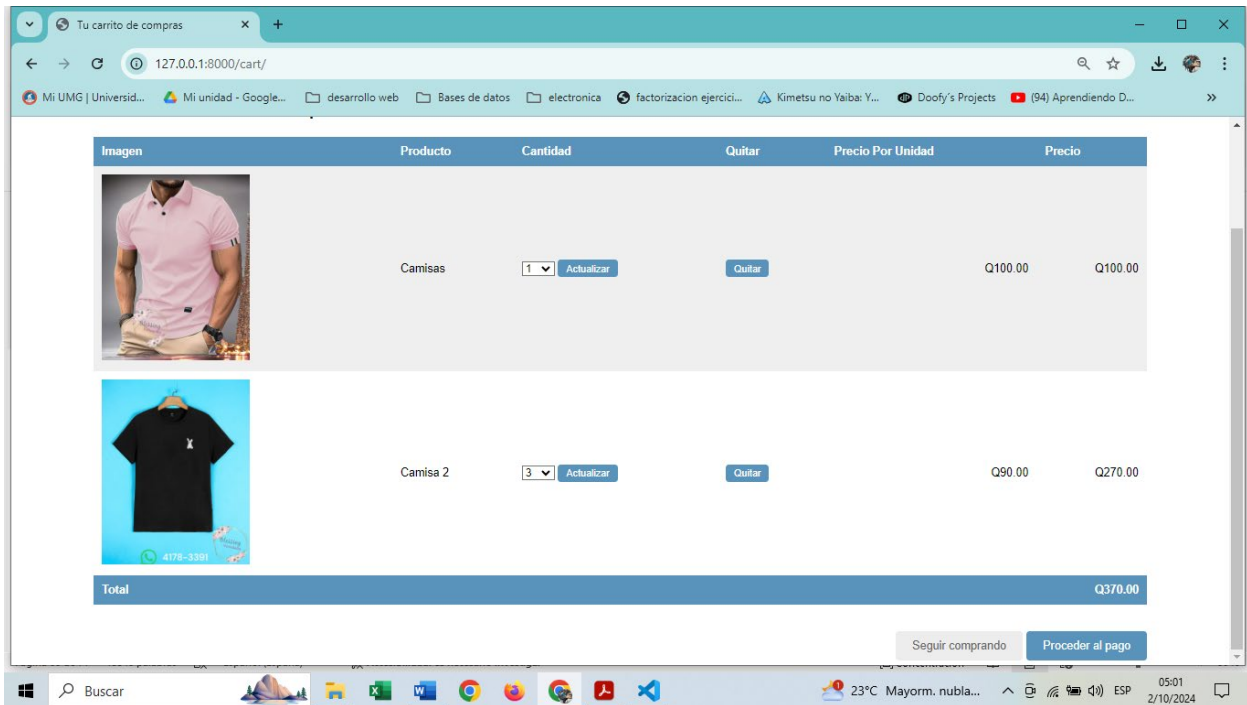 Tu carrito de compras
127.0.0.1:8000/cart/
Mi UMG | Universid... Mi unidad - Google... desarrollo web Bases de datos electronica factorizacion ejercici... Kimetsu no Yaiba: Y... Doofy's Projects (94) Aprendiendo D...
Imagen Producto Cantidad Quitar Precio Por Unidad Precio
Camisas 1 Actualizar Quitar Q100.00 Q100.00
Camisa 2 3 Actualizar Quitar Q90.00 Q270.00
4178-3391
Total Q370.00
Seguir comprando Proceder al pago
Buscar 23°C Mayorm. nubla... ESP 05:01
2/10/2024